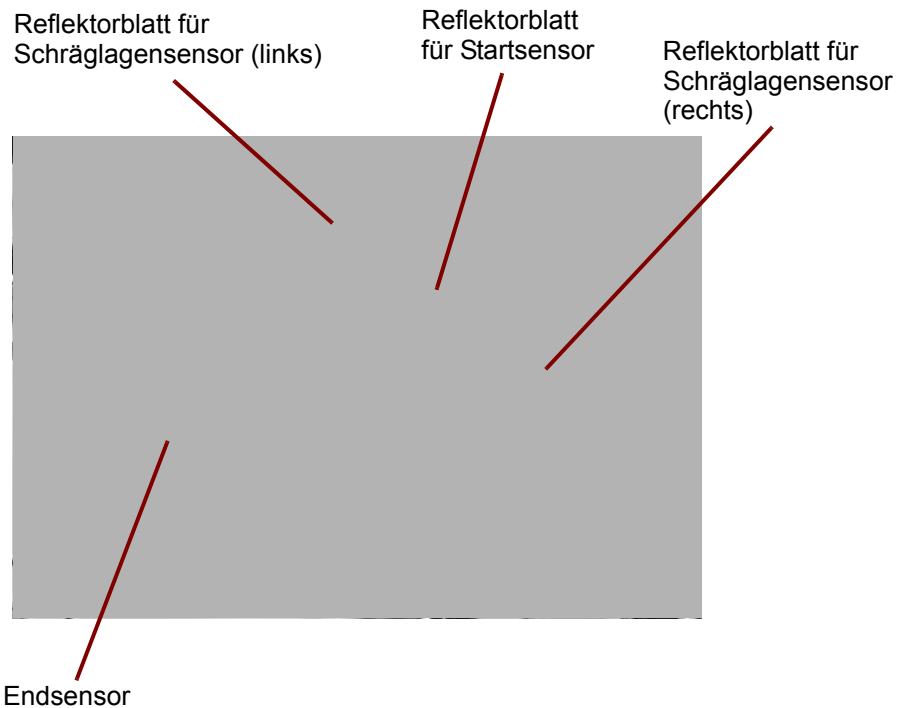 Reflektorblatt für
Schräglagensensor (links)
Reflektorblatt
für Startsensor
Reflektorblatt für
Schräglagensensor
(rechts)
Endsensor